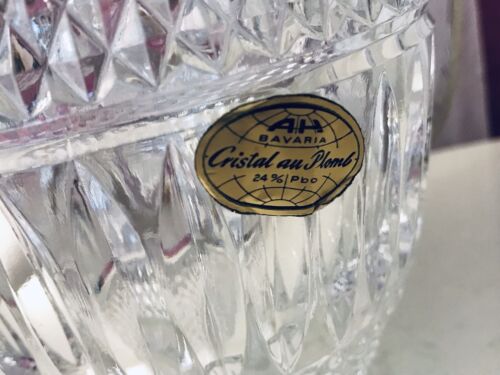 AH
BAVARIA
Cristal au Plomb
24% Pbo